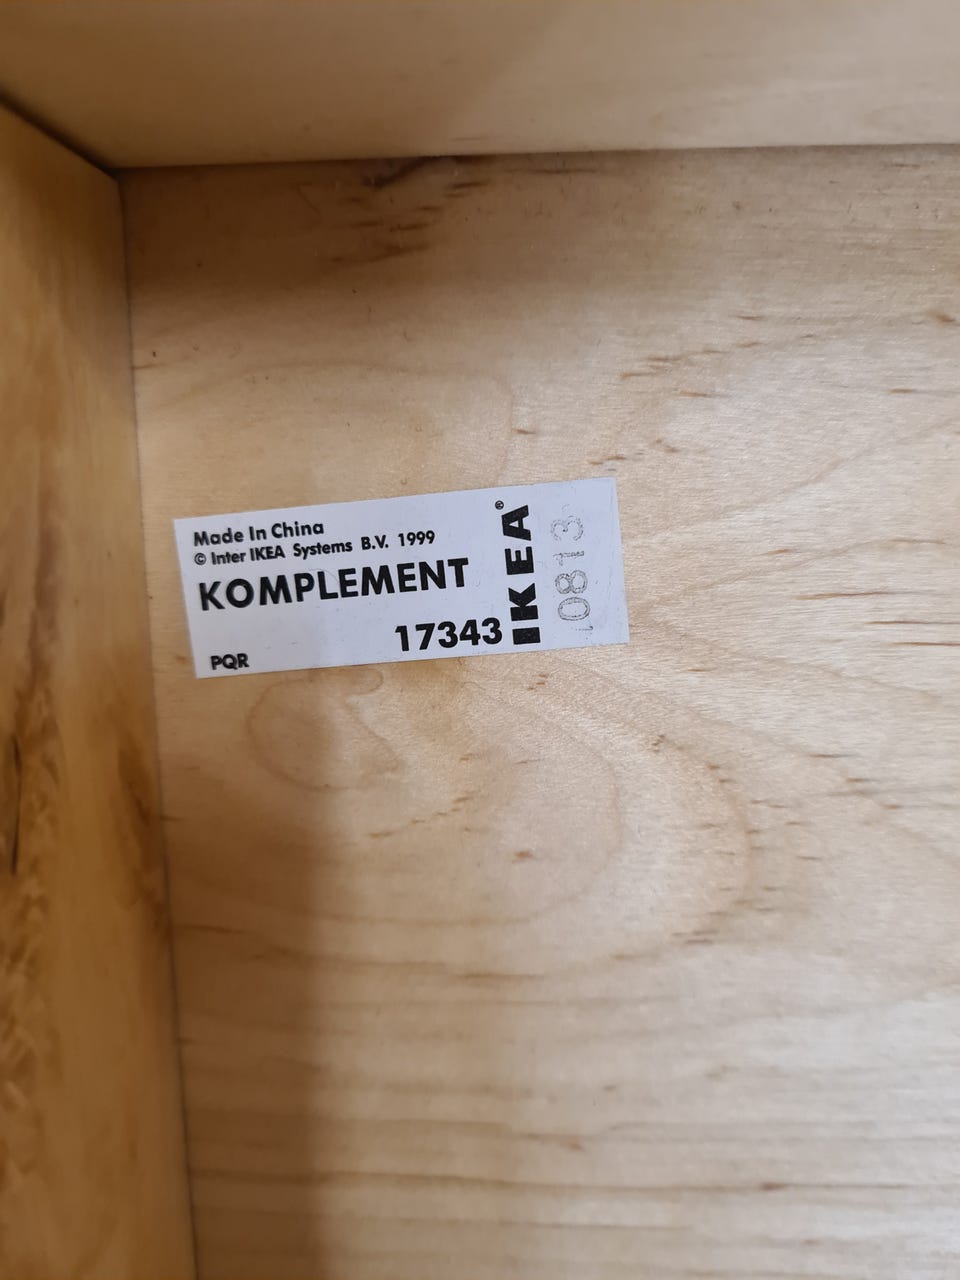 Made In China
© Inter IKEA Systems B.V. 1999
KOMPLEMENT
17343
PQR
IKEA®
0813